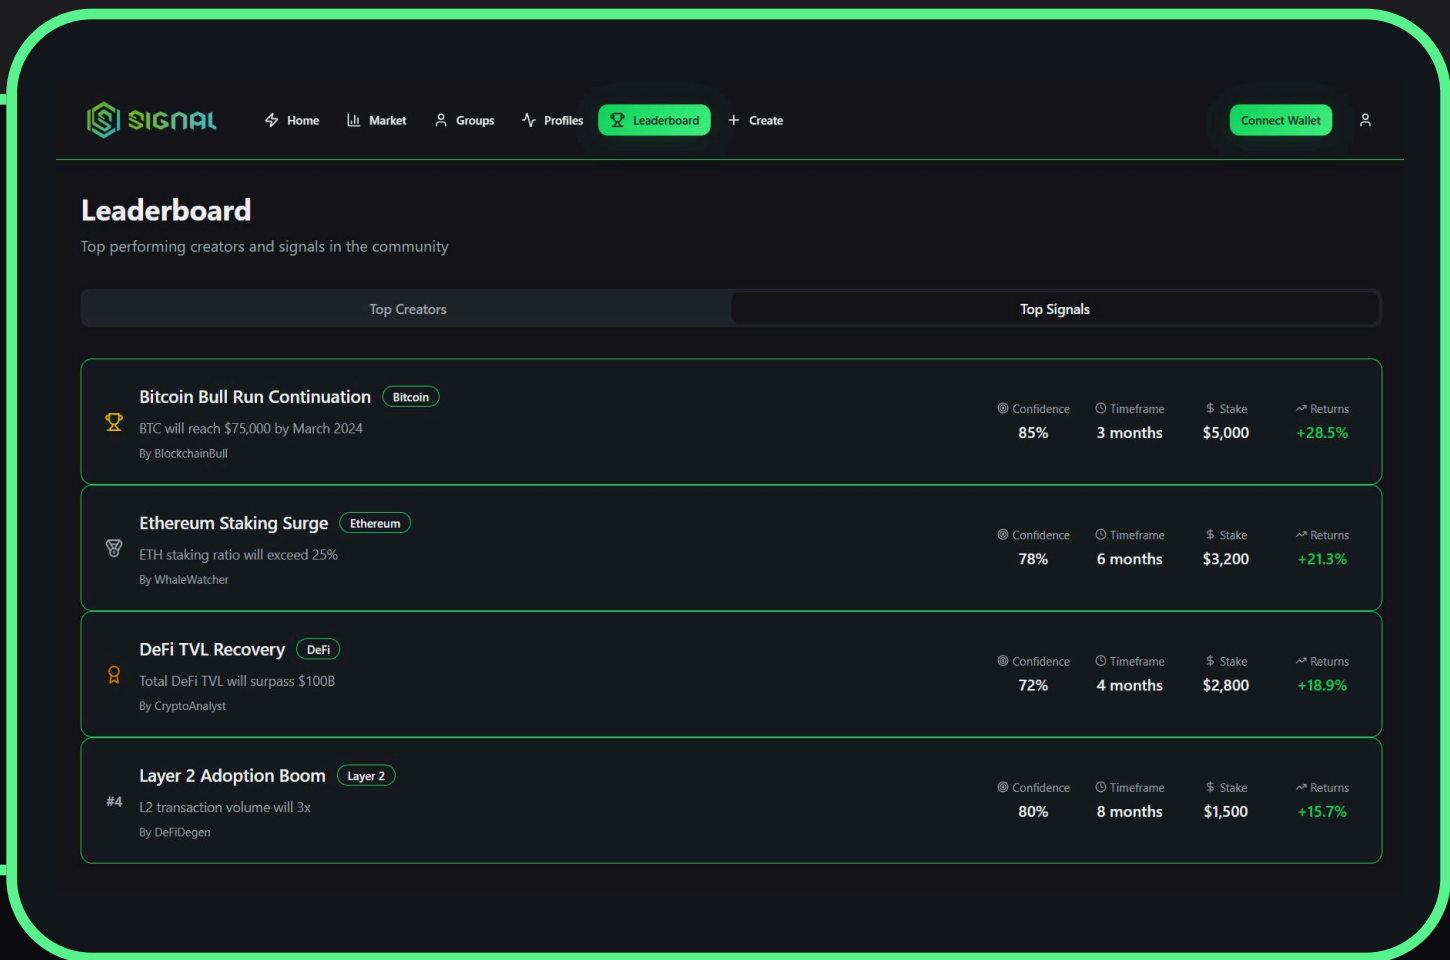 SIGNAL
Home Market Groups Profiles Leaderboard Create Connect Wallet
Leaderboard
Top performing creators and signals in the community
Top Creators Top Signals
Bitcoin Bull Run Continuation Bitcoin
BTC will reach $75,000 by March 2024
By BlockchainBull
Confidence Timeframe Stake Returns
85% 3 months $5,000 +28.5%
Ethereum Staking Surge Ethereum
ETH staking ratio will exceed 25%
By WhaleWatcher
Confidence Timeframe Stake Returns
78% 6 months $3,200 +21.3%
DeFi TVL Recovery DeFi
Total DeFi TVL will surpass $100B
By CryptoAnalyst
Confidence Timeframe Stake Returns
72% 4 months $2,800 +18.9%
#4
Layer 2 Adoption Boom Layer 2
L2 transaction volume will 3x
By DeFiDegen
Confidence Timeframe Stake Returns
80% 8 months $1,500 +15.7%